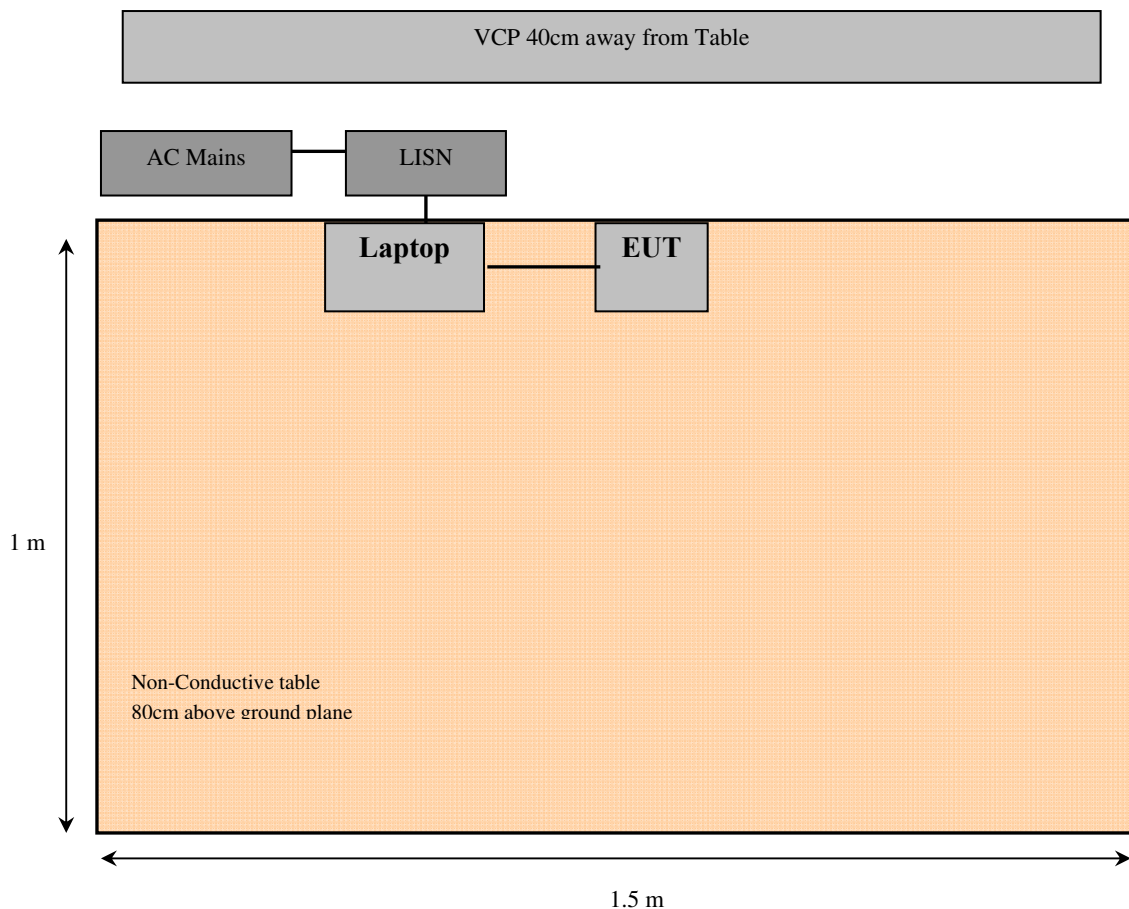 VCP 40cm away from Table
AC Mains
LISN
Laptop
EUT
1 m
Non-Conductive table
80cm above ground plane
1.5 m